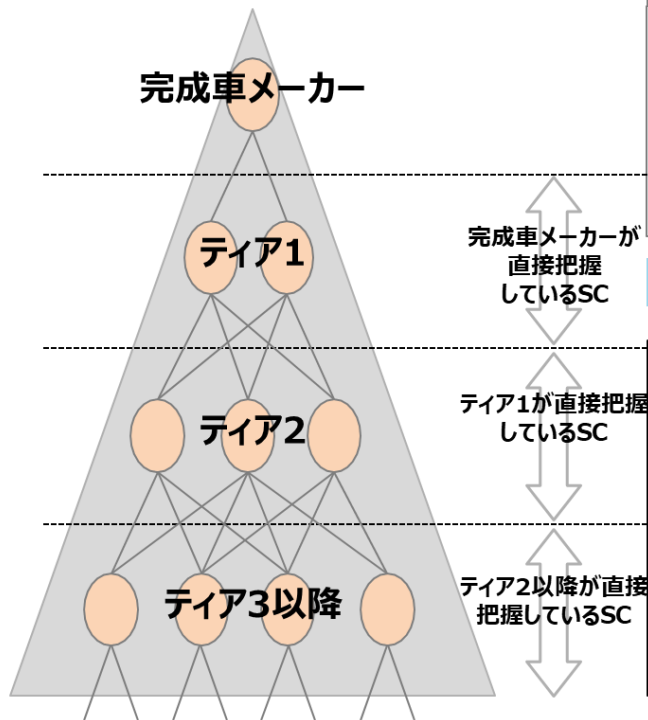 完成車メーカー
ティア1
完成車メーカーが
直接把握
しているSC
ティア2
ティア1が直接把握
しているSC
ティア3以降
ティア2以降が直接
把握しているSC